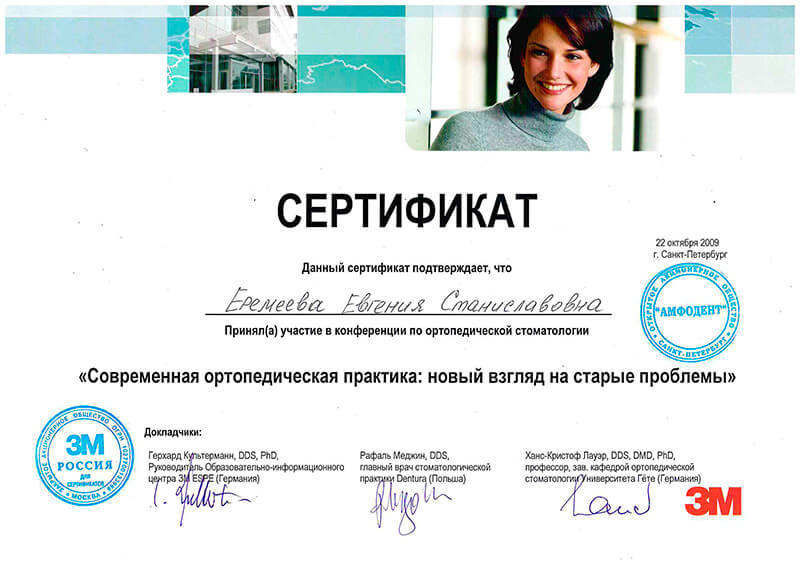 СЕРТИФИКАТ
22 октября 2009
г. Санкт-Петербург
Данный сертификат подтверждает, что
Еремеева Евгения Станиславовна
Принял(а) участие в конференции по ортопедической стоматологии
ОТКРЫТОЕ АКЦИОНЕРНОЕ ОБЩЕСТВО
"АМФОДЕНТ"
САНКТ-ПЕТЕРБУРГ
«Современная ортопедическая практика: новый взгляд на старые проблемы»
ЗАКРЫТОЕ АКЦИОНЕРНОЕ ОБЩЕСТВО ОГРН
3М
РОССИЯ
ДЛЯ
СЕРТИФИКАТОВ
МОСКВА
Докладчики:
Герхард Культерманн, DDS, PhD,
Руководитель Образовательно-информационного
центра 3М ESPE (Германия)
Рафаль Меджин, DDS,
главный врач стоматологической
практики Dentura (Польша)
Ханс-Кристоф Лауэр, DDS, DMD, PhD,
профессор, зав. кафедрой ортопедической
стоматологии Университета Гёте (Германия)
3M